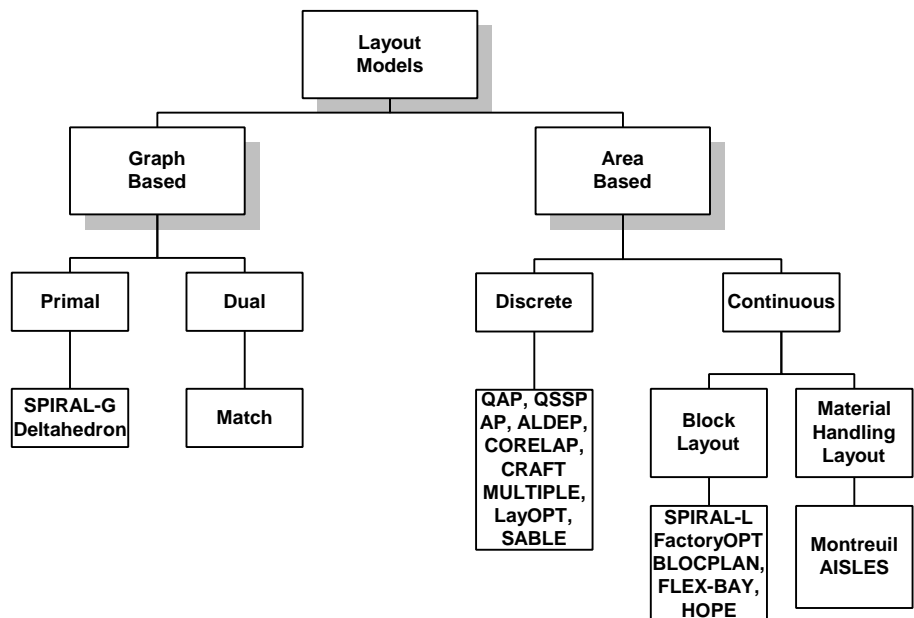 Layout
Models
Graph
Based
Area
Based
Primal
Dual
Discrete
Continuous
SPIRAL-G
Deltahedron
Match
QAP, QSSP
AP, ALDEP,
CORELAP,
CRAFT
MULTIPLE,
LayOPT,
SABLE
Block
Layout
Material
Handling
Layout
SPIRAL-L
FactoryOPT
BLOCPLAN,
FLEX-BAY,
HOPE
Montreuil
AISLES